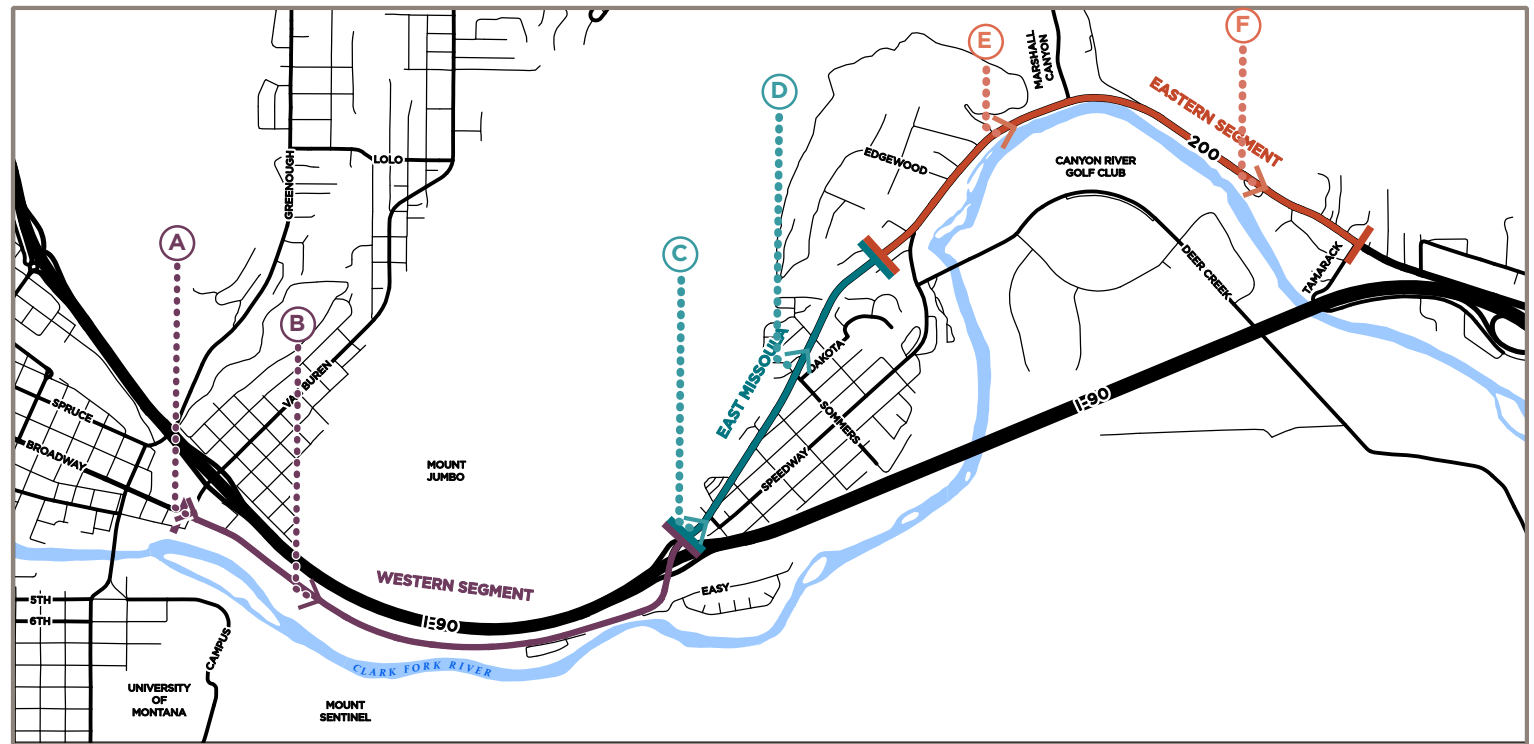 F
E
MARSHALL
CANYON
D
EASTERN SEGMENT
200
LOLO
GREENOUGH
EDGEWOOD
CANYON RIVER
GOLF CLUB
A
C
B
DEER CREEK
TAMARACK
EAST MISSOULA
DAKOTA
VAN BUREN
SPRUCE
I-90
SOMMERS
BROADWAY
MOUNT
JUMBO
SPEEDWAY
WESTERN SEGMENT
EASY
5TH
6TH
I-90
CAMPUS
CLARK FORK RIVER
UNIVERSITY
OF
MONTANA
MOUNT
SENTINEL